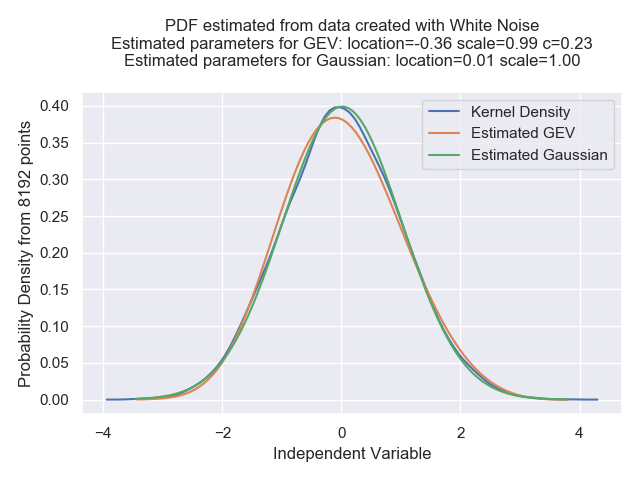 PDF estimated from data created with White Noise
Estimated parameters for GEV: location=-0.36 scale=0.99 c=0.23
Estimated parameters for Gaussian: location=0.01 scale=1.00
Kernel Density
Estimated GEV
Estimated Gaussian
Probability Density from 8192 points
0.40
0.35
0.30
0.25
0.20
0.15
0.10
0.05
0.00
−4
−2
0
2
4
Independent Variable